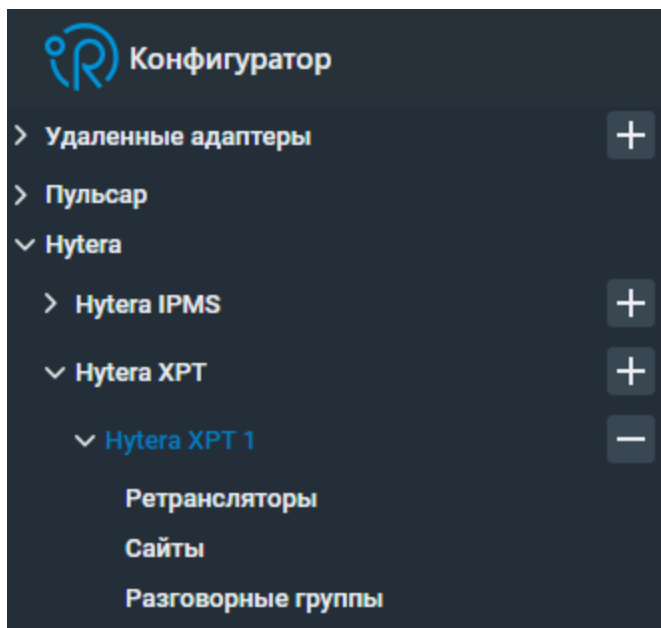 Конфигуратор
Удаленные адаптеры
Пульсар
Hytera
Hytera IPMS
Hytera XPT
Hytera XPT 1
Ретрансляторы
Сайты
Разговорные группы